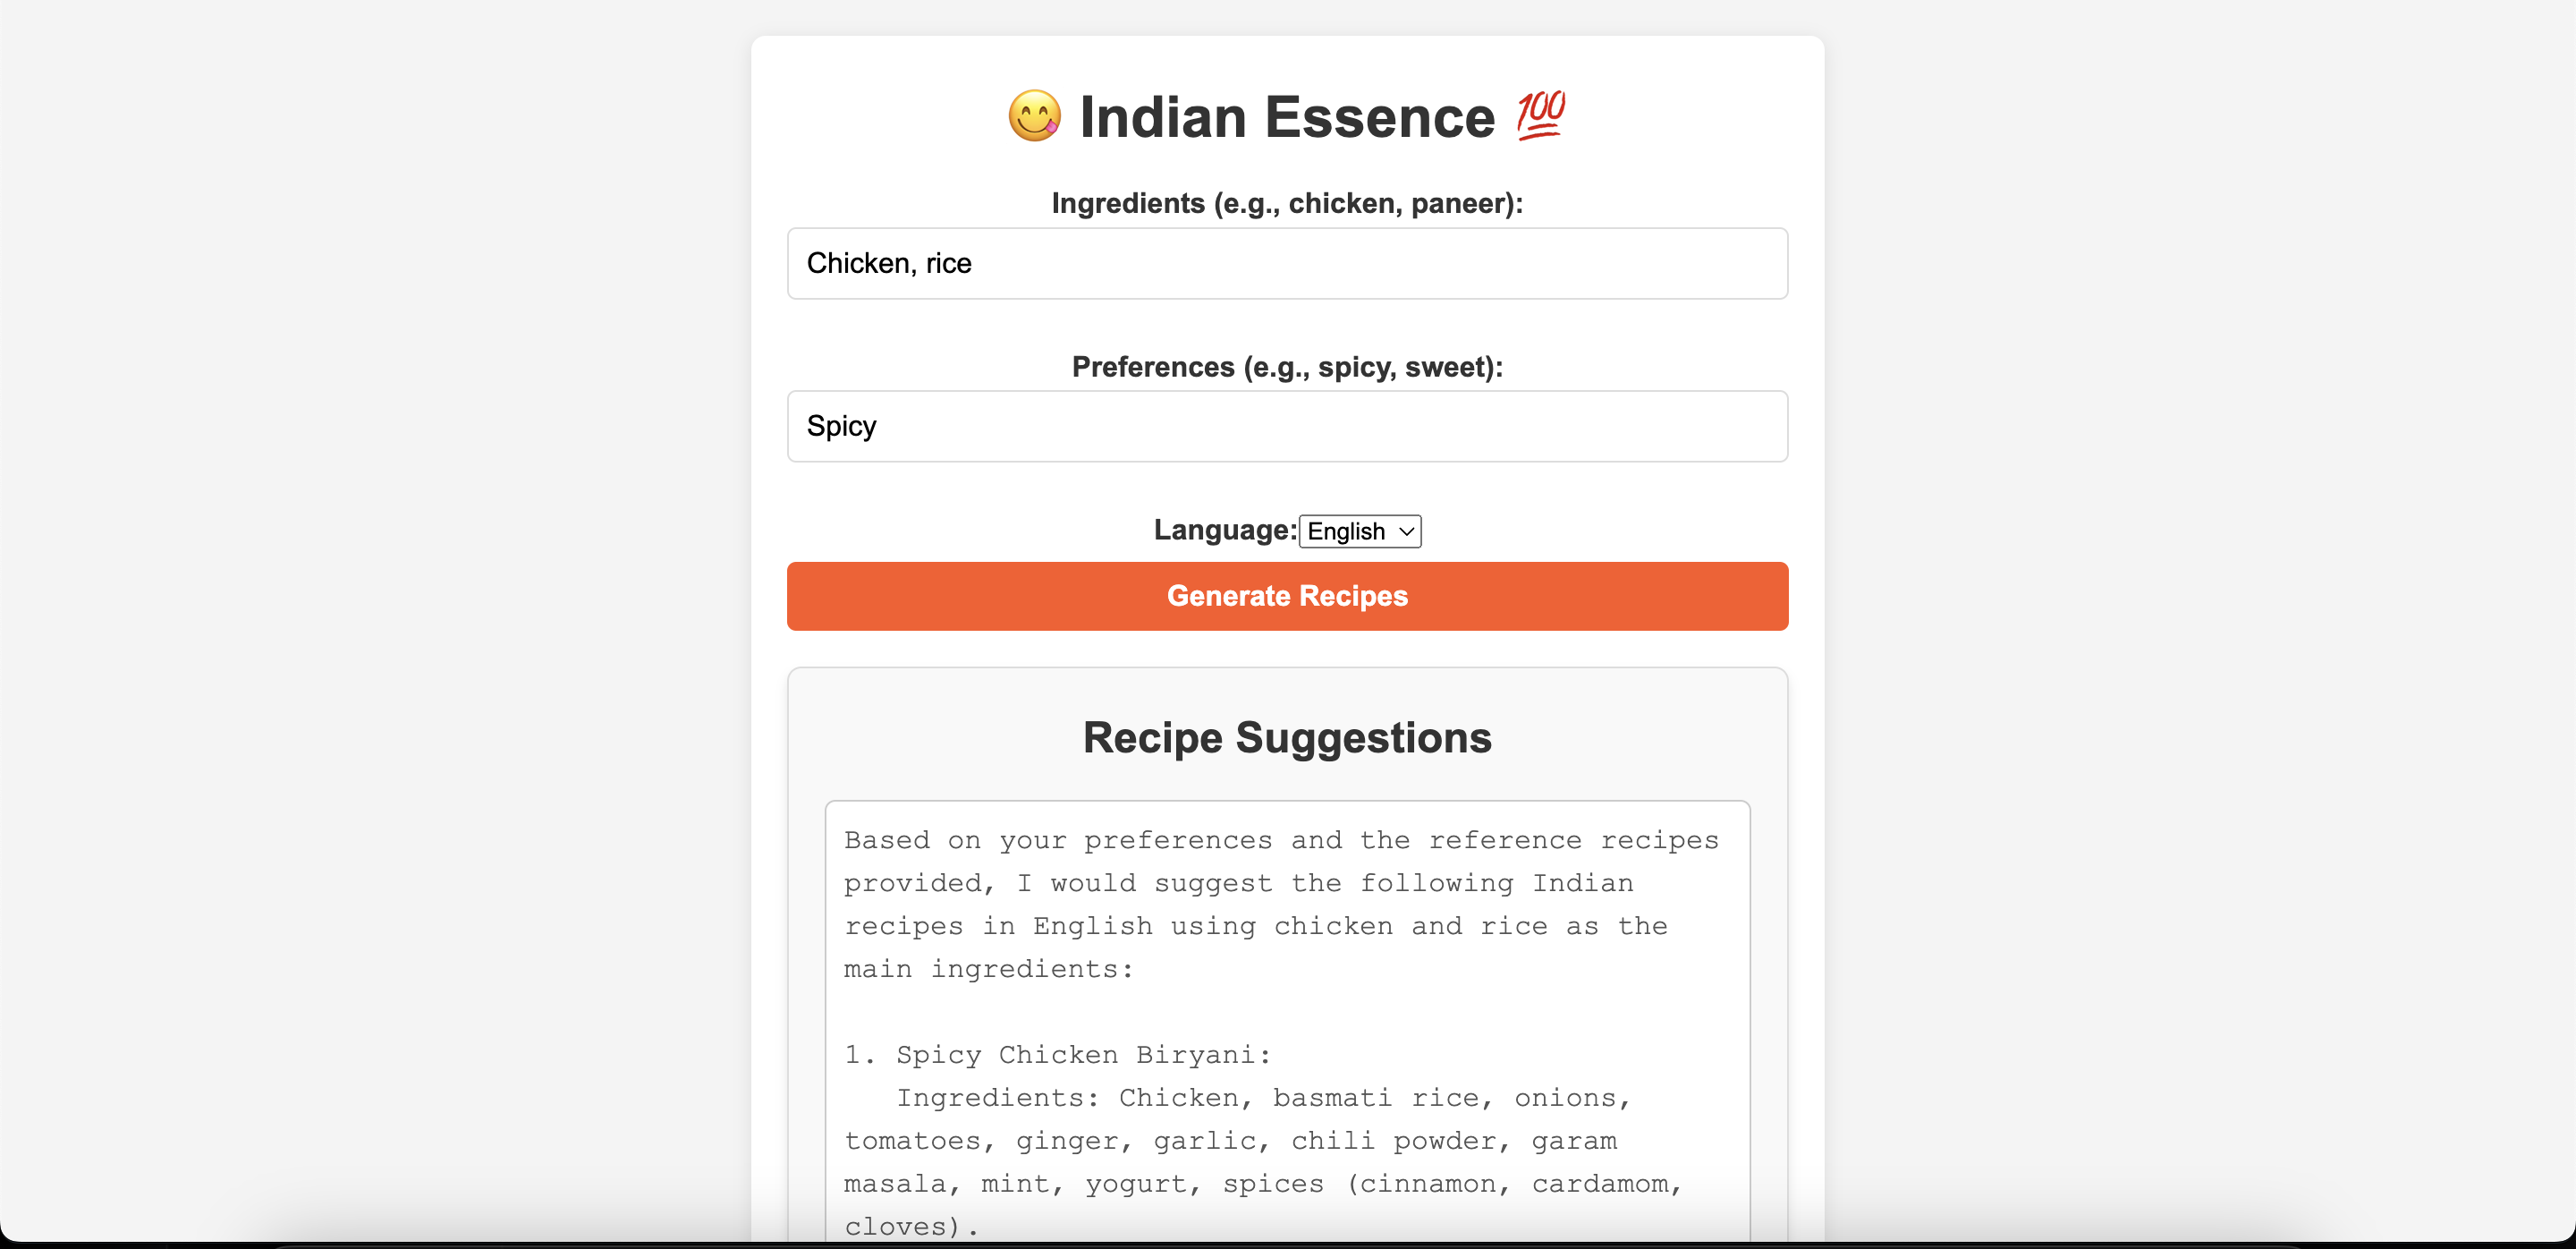 😋 Indian Essence 💯
Ingredients (e.g., chicken, paneer):
Chicken, rice
Preferences (e.g., spicy, sweet):
Spicy
Language: English
Generate Recipes
Recipe Suggestions
Based on your preferences and the reference recipes
provided, I would suggest the following Indian
recipes in English using chicken and rice as the
main ingredients:
1. Spicy Chicken Biryani:
Ingredients: Chicken, basmati rice, onions,
tomatoes, ginger, garlic, chili powder, garam
masala, mint, yogurt, spices (cinnamon, cardamom,
cloves).